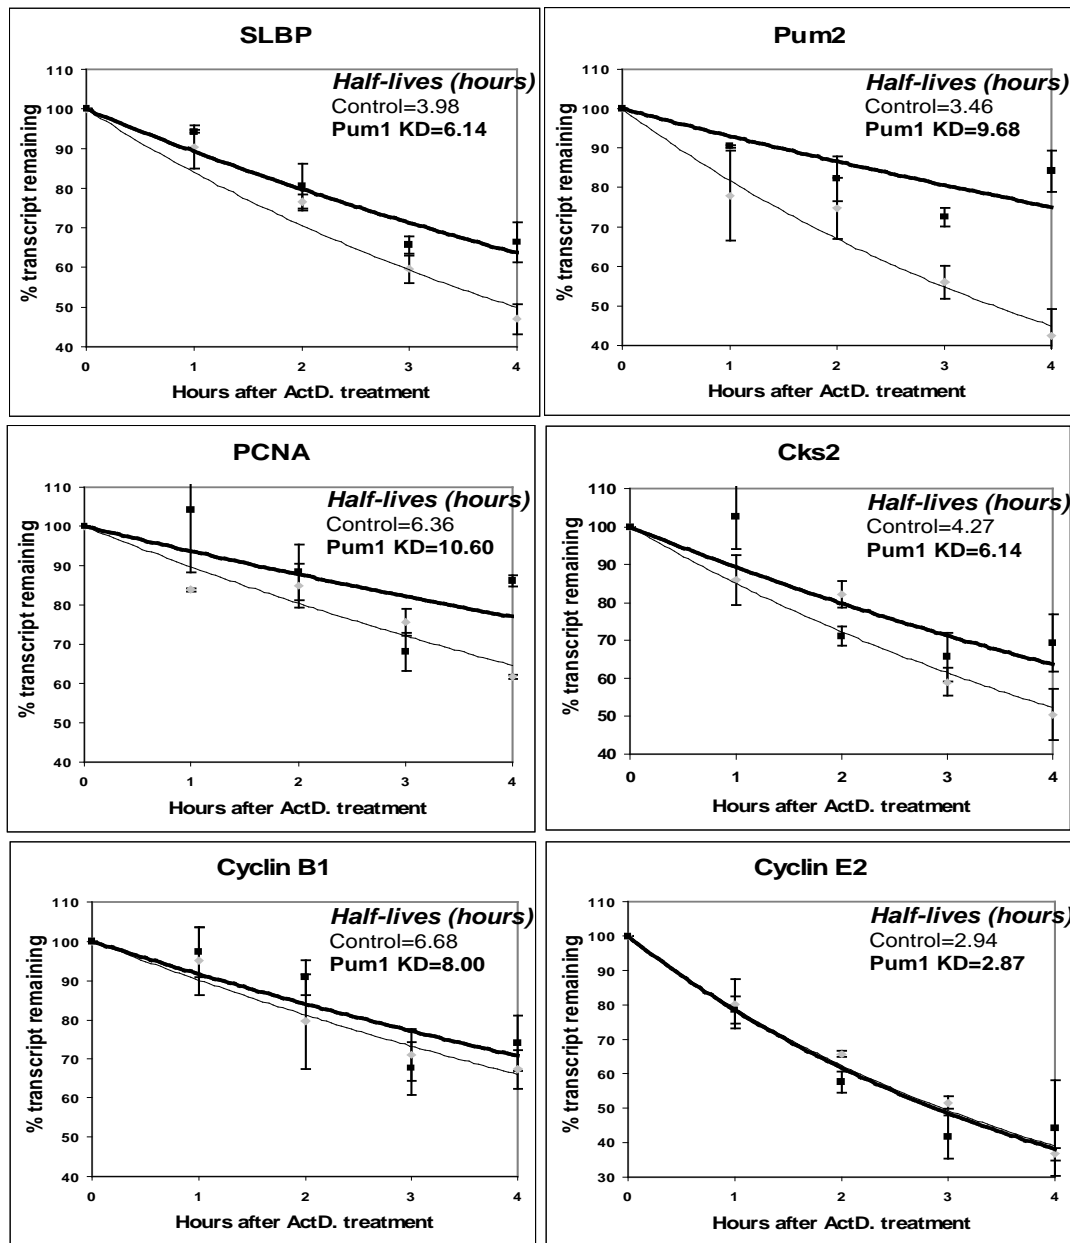 SLBP
Half-lives (hours)
Control=3.98
Pum1 KD=6.14
% transcript remaining
110
100
90
80
70
60
50
40
0
1
2
3
4
Hours after ActD. treatment
Pum2
Half-lives (hours)
Control=3.46
Pum1 KD=9.68
% transcript remaining
110
100
90
80
70
60
50
40
0
1
2
3
4
Hours after ActD. treatment
PCNA
Half-lives (hours)
Control=6.36
Pum1 KD=10.60
% transcript remaining
110
100
90
80
70
60
50
40
0
1
2
3
4
Hours after ActD. treatment
Cks2
Half-lives (hours)
Control=4.27
Pum1 KD=6.14
% transcript remaining
110
100
90
80
70
60
50
40
0
1
2
3
4
Hours after ActD. treatment
Cyclin B1
Half-lives (hours)
Control=6.68
Pum1 KD=8.00
% transcript remaining
110
100
90
80
70
60
50
40
0
1
2
3
4
Hours after ActD. treatment
Cyclin E2
Half-lives (hours)
Control=2.94
Pum1 KD=2.87
% transcript remaining
110
100
90
80
70
60
50
40
30
0
1
2
3
4
Hours after ActD. treatment